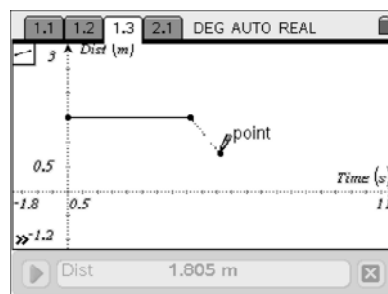 1.1 1.2 1.3 2.1 DEG AUTO REAL
3 Dist (m)
point
0.5
Time (s)
-1.8 0.5 11
-1.2
Dist 1.805 m